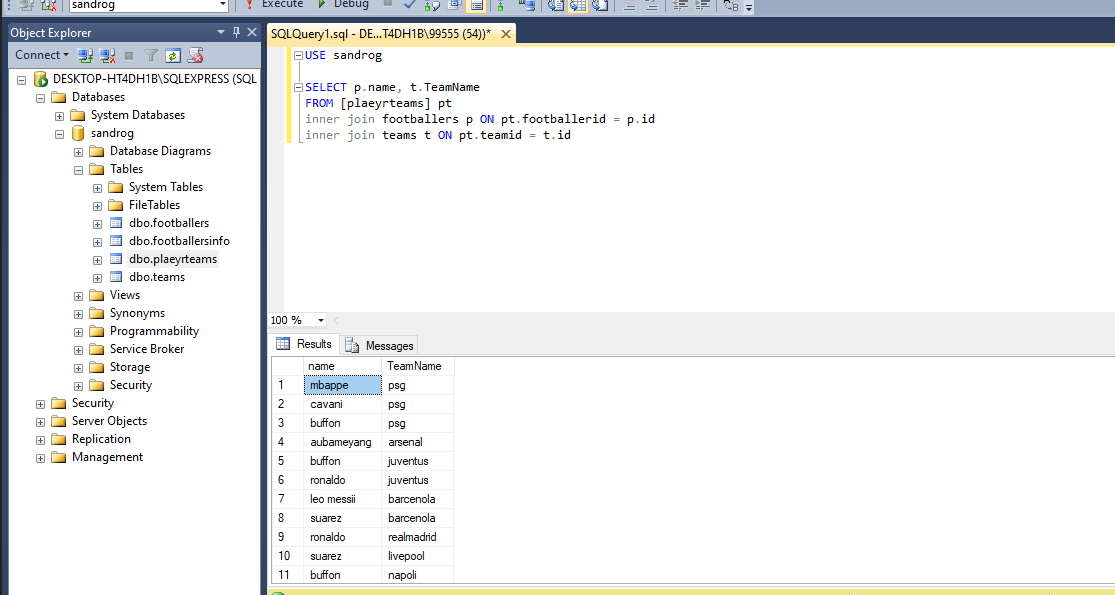 sandrog
Execute
Debug
Object Explorer
Connect
DESKTOP-HT4DH1B\SQLEXPRESS (SQL
Databases
System Databases
sandrog
Database Diagrams
Tables
System Tables
FileTables
dbo.footballers
dbo.footballersinfo
dbo.plaeyrteams
dbo.teams
Views
Synonyms
Programmability
Service Broker
Storage
Security
Security
Server Objects
Replication
Management
SQLQuery1.sql - DE...T4DH1B\99555 (54))*
USE sandrog
SELECT p.name, t.TeamName
FROM [plaeyrteams] pt
inner join footballers p ON pt.footballerid = p.id
inner join teams t ON pt.teamid = t.id
100 %
Results Messages
name TeamName
1 mbappe psg
2 cavani psg
3 buffon psg
4 aubameyang arsenal
5 buffon juventus
6 ronaldo juventus
7 leo messii barcenola
8 suarez barcenola
9 ronaldo realmadrid
10 suarez livepool
11 buffon napoli